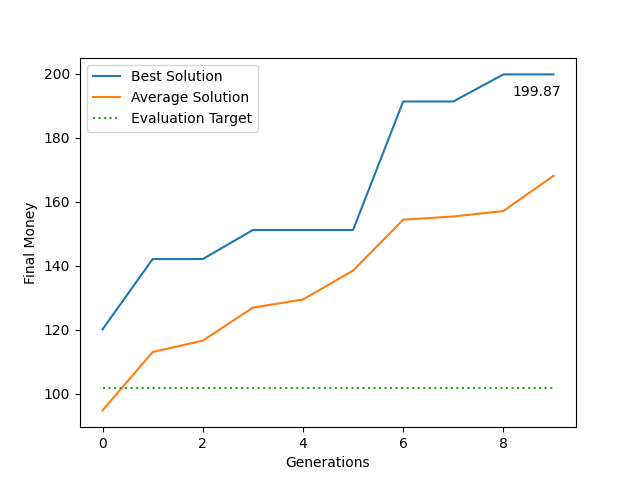 Best Solution
Average Solution
Evaluation Target
199.87
Final Money
200
180
160
140
120
100
0 2 4 6 8
Generations